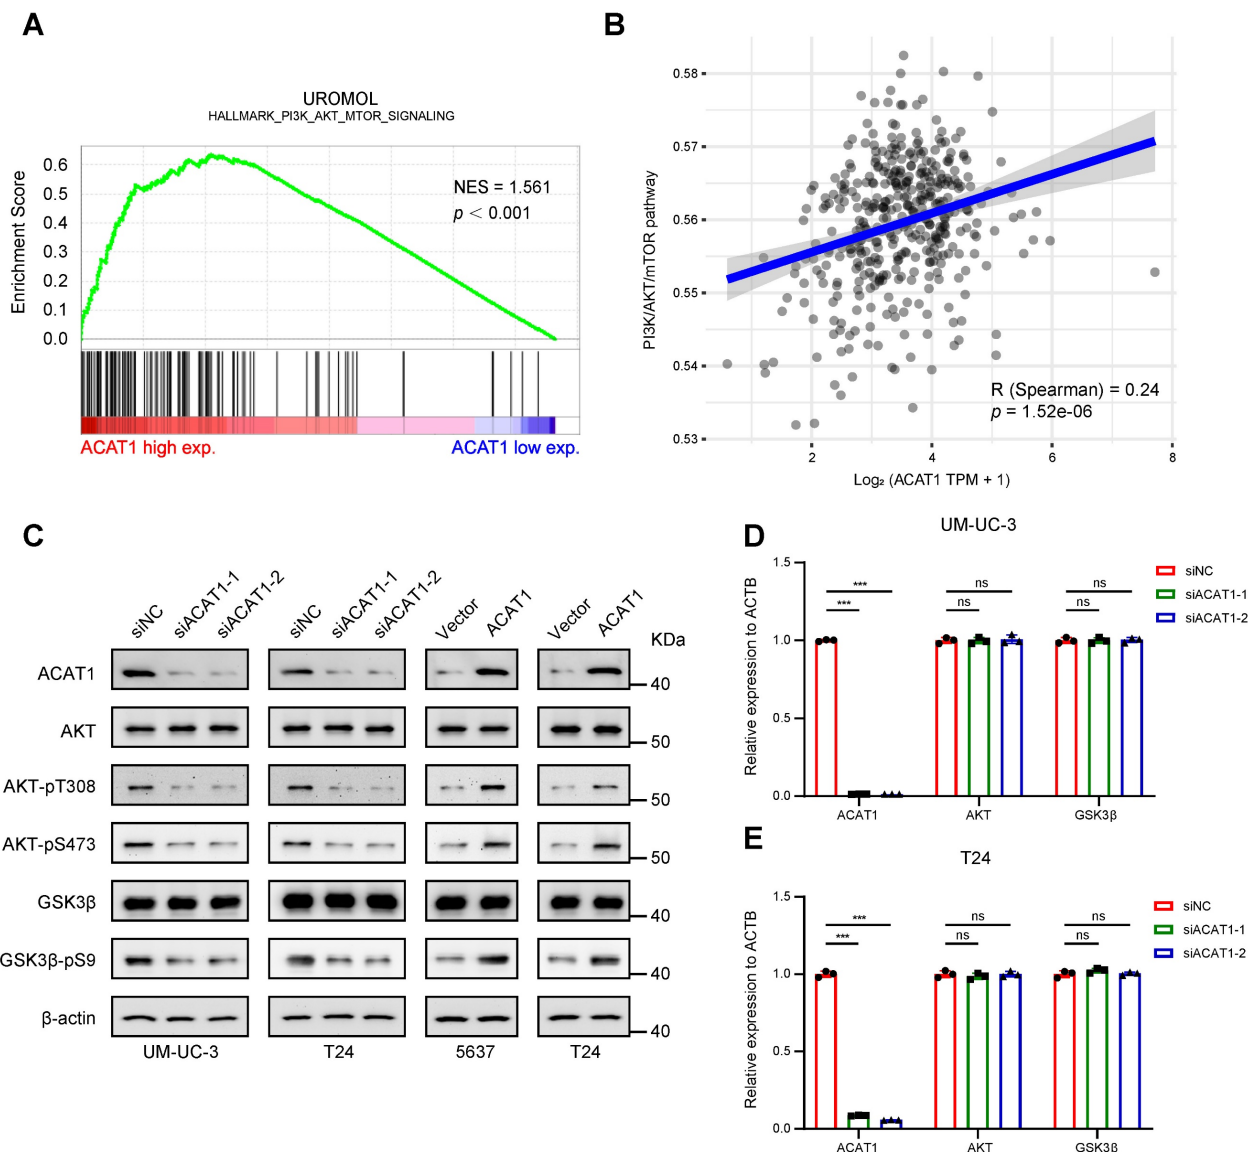 A
UROMOL
HALLMARK_PI3K_AKT_MTOR_SIGNALING
Enrichment Score
0.6
0.5
0.4
0.3
0.2
0.1
0.0
NES = 1.561
p < 0.001
ACAT1 high exp.
ACAT1 low exp.
B
PI3K/AKT/mTOR pathway
0.58
0.57
0.56
0.55
0.54
0.53
R (Spearman) = 0.24
p = 1.52e-06
2
4
6
8
Log₂ (ACAT1 TPM + 1)
C
siNC
siACAT1-1
siACAT1-2
siNC
siACAT1-1
siACAT1-2
Vector
ACAT1
Vector
ACAT1
KDa
ACAT1
40
AKT
50
AKT-pT308
50
AKT-pS473
50
GSK3β
40
GSK3β-pS9
40
β-actin
40
UM-UC-3
T24
5637
T24
D
UM-UC-3
Relative expression to ACTB
1.5
1.0
0.5
0.0
***
***
ns
ns
ns
ns
ACAT1
AKT
GSK3β
siNC
siACAT1-1
siACAT1-2
E
T24
Relative expression to ACTB
1.5
1.0
0.5
0.0
***
***
ns
ns
ns
ns
ACAT1
AKT
GSK3β
siNC
siACAT1-1
siACAT1-2